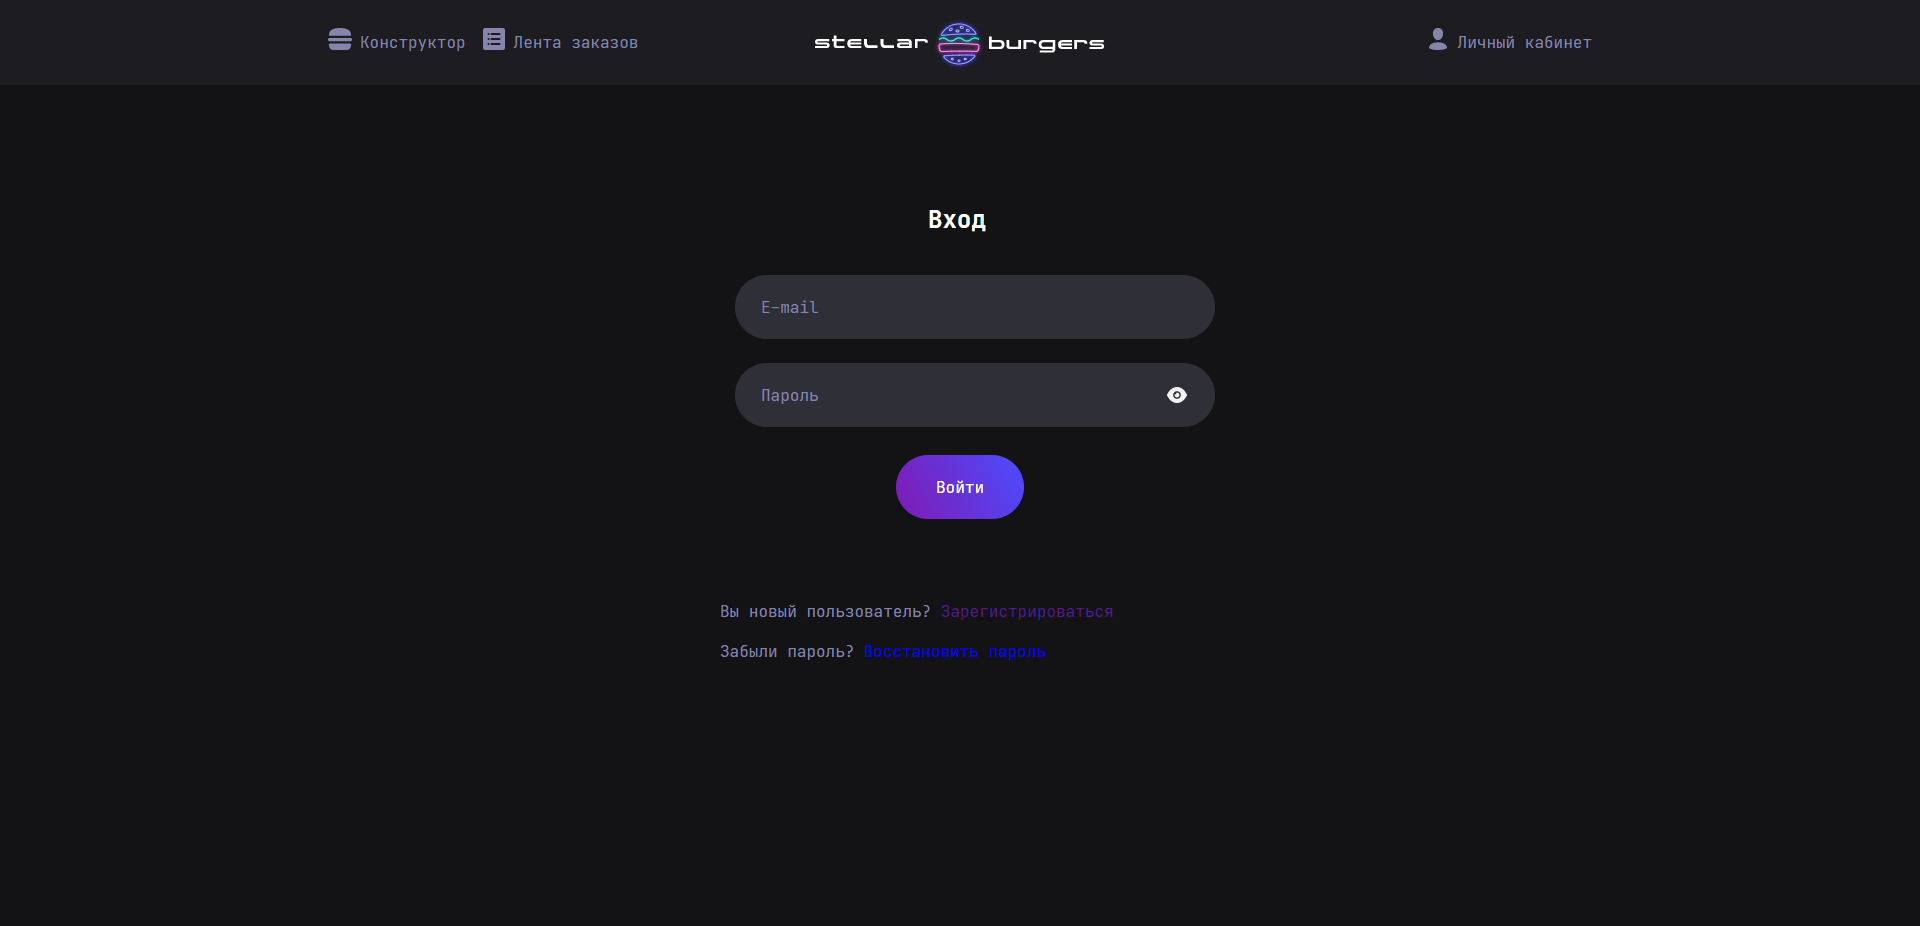 Конструктор Лента заказов stellar burgers Личный кабинет
Вход
E-mail
Пароль
Войти
Вы новый пользователь? Зарегистрироваться
Забыли пароль? Восстановить пароль